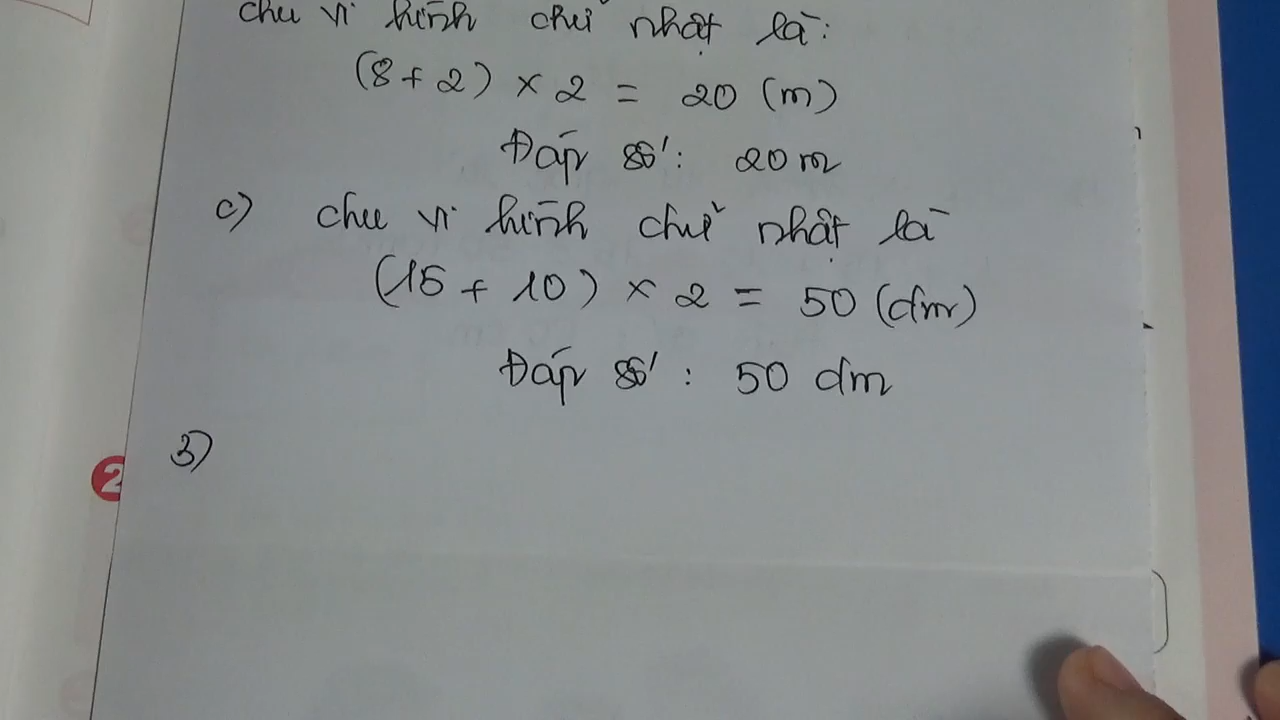 chu vi hình chữ nhật là:
(8+2) × 2 = 20 (m)
Đáp số: 20 m
c) chu vi hình chữ nhật là
(15 + 10) × 2 = 50 (dm)
Đáp số : 50 dm
3)
2